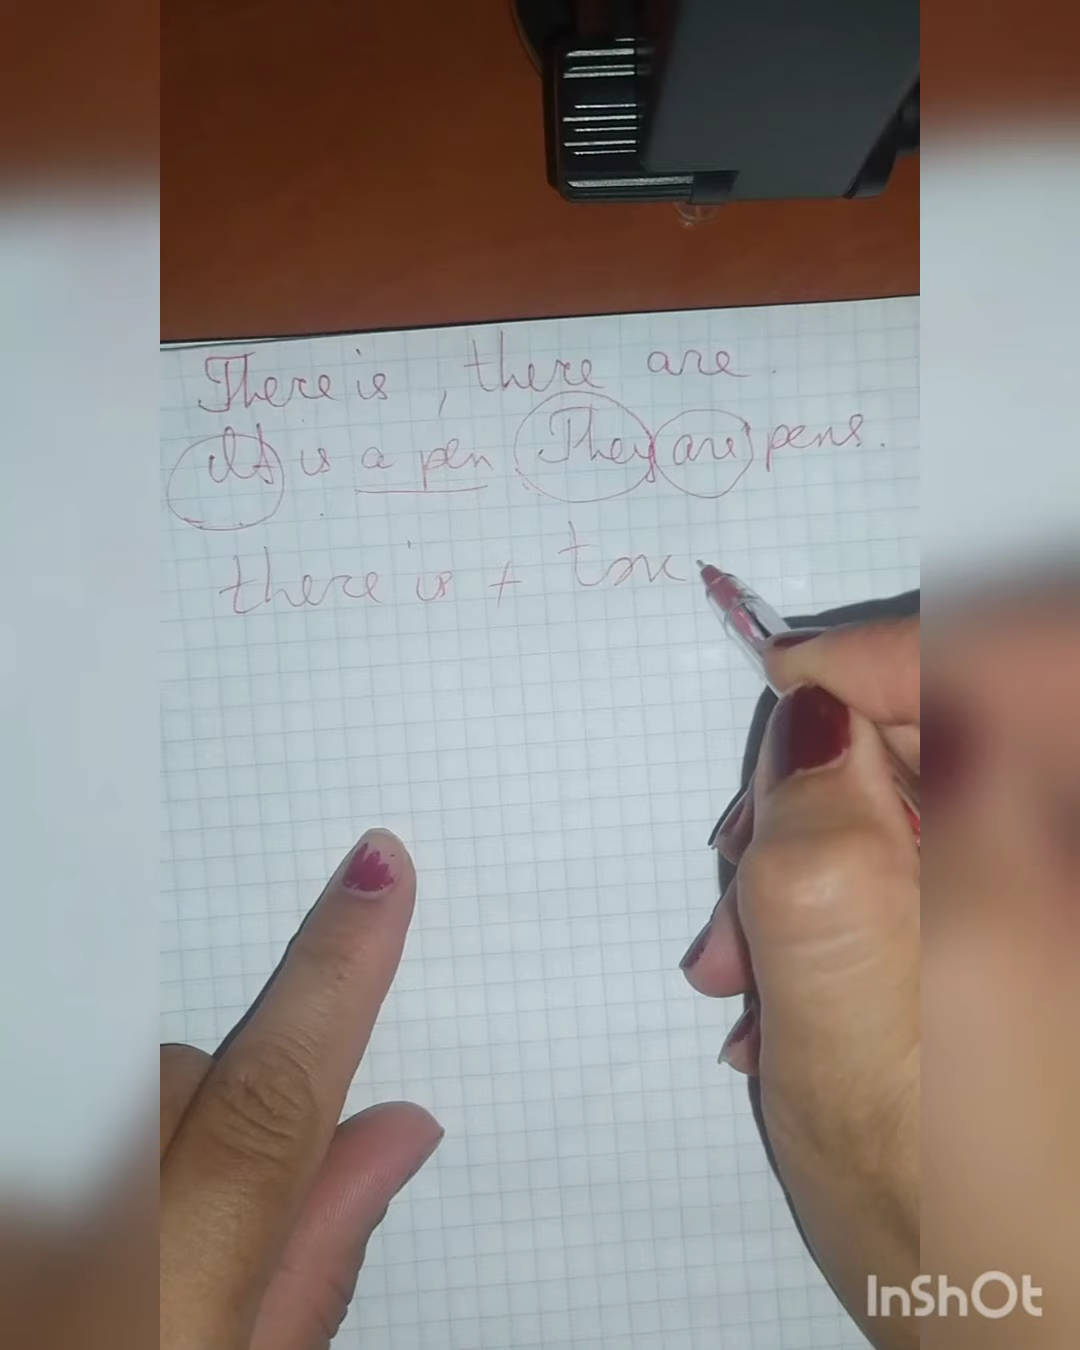 There is, there are.
It is a pen. They are pens.
there is +
InShOt